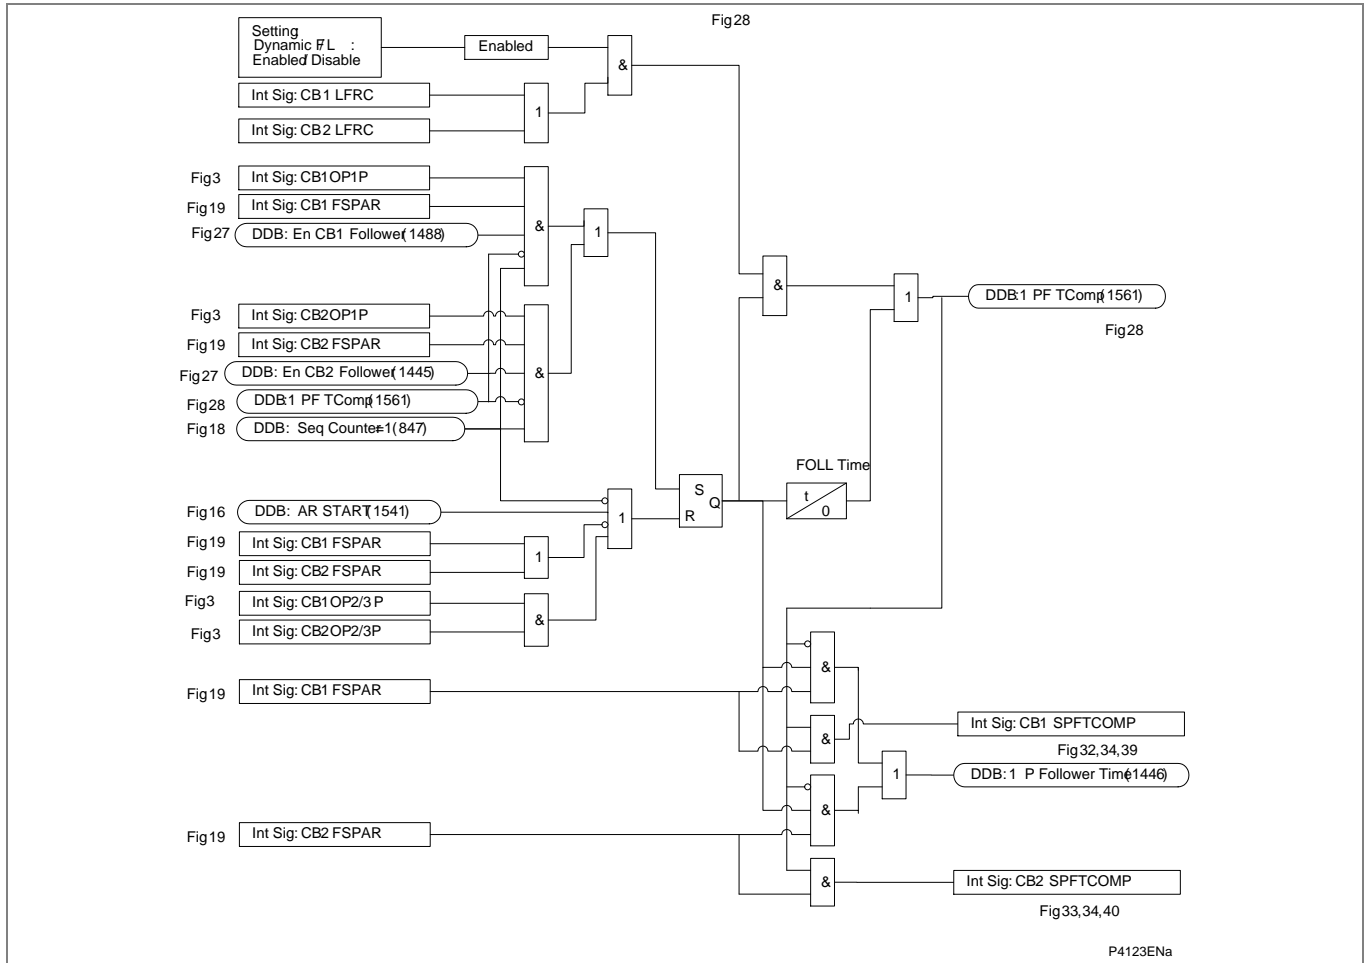 Fig28
Setting
Dynamic F/L :
Enabled/Disable
Enabled
&
Int Sig: CB1 LFRC
1
Int Sig: CB2 LFRC
Fig3 Int Sig: CB1OP1P
Fig19 Int Sig: CB1 FSPAR
Fig27 DDB: En CB1 Follower(1488)
&
1
&
1
DDB:1 PF TComp(1561)
Fig28
Fig3 Int Sig: CB2OP1P
Fig19 Int Sig: CB2 FSPAR
Fig27 DDB: En CB2 Follower(1445)
&
Fig28 DDB:1 PF TComp(1561)
Fig18 DDB: Seq Counter=1(847)
FOLL Time
S
Q
R
t
0
Fig16 DDB: AR START(1541)
1
Fig19 Int Sig: CB1 FSPAR
1
Fig19 Int Sig: CB2 FSPAR
Fig3 Int Sig: CB1OP2/3P
&
Fig3 Int Sig: CB2OP2/3P
&
Fig19 Int Sig: CB1 FSPAR
&
Int Sig: CB1 SPFTCOMP
Fig32,34,39
1
DDB:1 P Follower Time(1446)
&
Fig19 Int Sig: CB2 FSPAR
&
Int Sig: CB2 SPFTCOMP
Fig33,34,40
P4123ENa